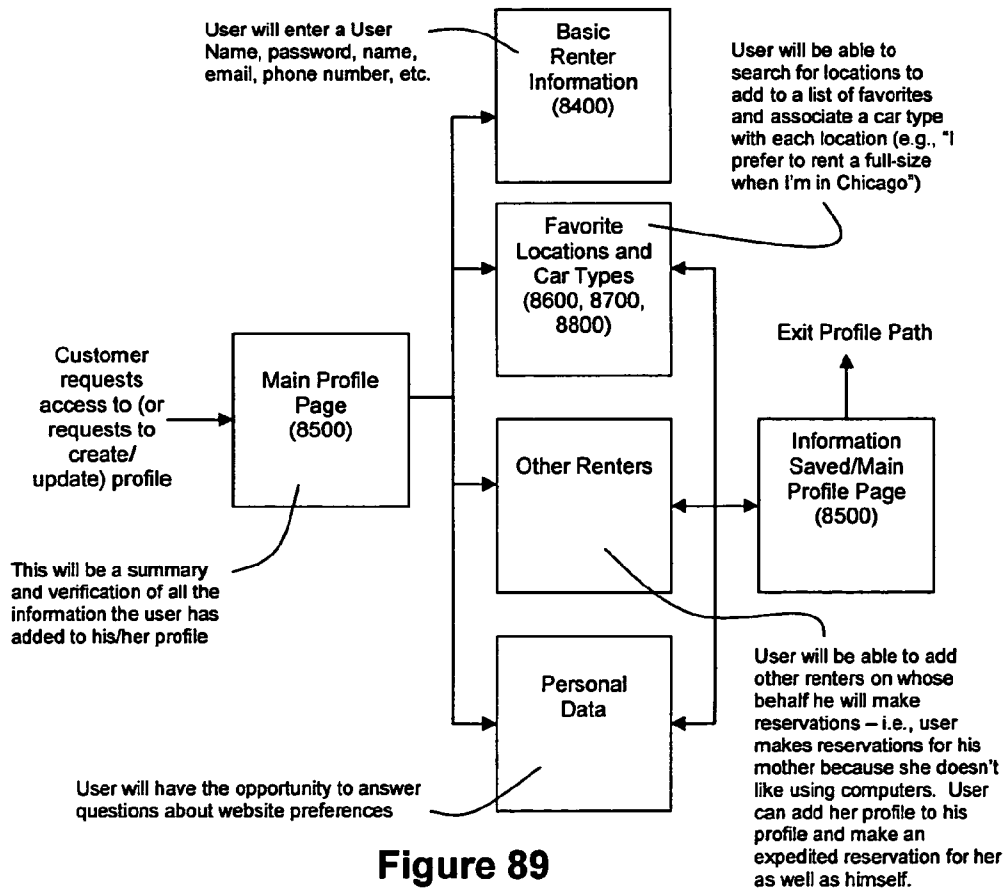 User will enter a User
Name, password, name,
email, phone number, etc.
Basic
Renter
Information
(8400)
User will be able to
search for locations to
add to a list of favorites
and associate a car type
with each location (e.g., "I
prefer to rent a full-size
when I'm in Chicago")
Favorite
Locations and
Car Types
(8600, 8700,
8800)
Customer
requests
access to (or
requests to
create/
update) profile
Main Profile
Page
(8500)
Exit Profile Path
Other Renters
Information
Saved/Main
Profile Page
(8500)
This will be a summary
and verification of all the
information the user has
added to his/her profile
Personal
Data
User will be able to add
other renters on whose
behalf he will make
reservations – i.e., user
makes reservations for his
mother because she doesn't
like using computers. User
can add her profile to his
profile and make an
expedited reservation for her
as well as himself.
User will have the opportunity to answer
questions about website preferences
Figure 89